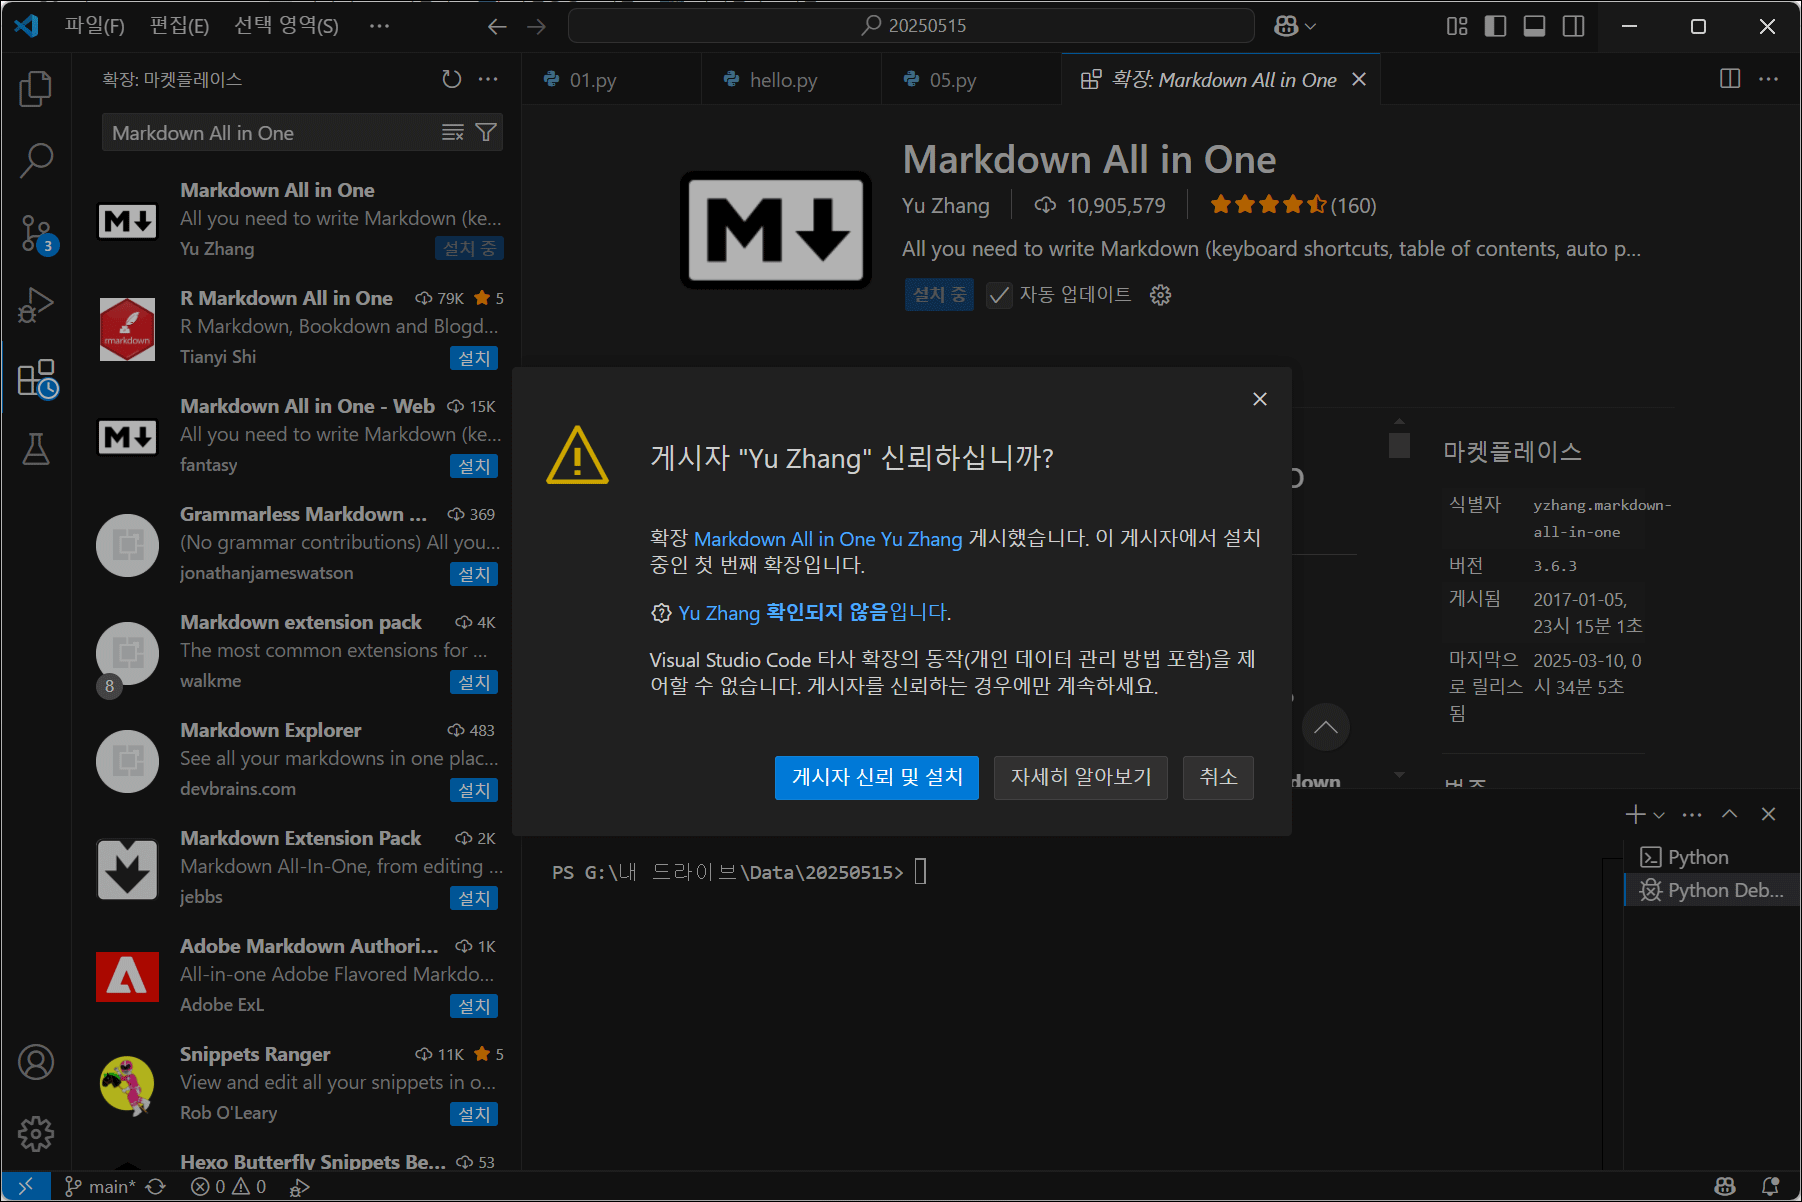 파일(F) 편집(E) 선택 영역(S) ···
20250515
확장: 마켓플레이스
Markdown All in One
Markdown All in One
All you need to write Markdown (ke...
Yu Zhang
설치 중
R Markdown All in One 79K 5
R Markdown, Bookdown and Blogd...
Tianyi Shi
설치
Markdown All in One - Web 15K
All you need to write Markdown (ke...
fantasy
설치
Grammarless Markdown ... 369
(No grammar contributions) All you...
jonathanjameswatson
설치
Markdown extension pack 4K
The most common extensions for ...
walkme
설치
8
Markdown Explorer 483
See all your markdowns in one plac...
devbrains.com
설치
Markdown Extension Pack 2K
Markdown All-In-One, from editing ...
jebbs
설치
Adobe Markdown Authori... 1K
All-in-one Adobe Flavored Markdo...
Adobe ExL
설치
Snippets Ranger 11K 5
View and edit all your snippets in o...
Rob O'Leary
설치
Hexo Butterfly Snippets Be... 53
3
rmarkdown
01.py
hello.py
05.py
확장: Markdown All in One
Markdown All in One
Yu Zhang 10,905,579 (160)
All you need to write Markdown (keyboard shortcuts, table of contents, auto p...
설치 중 자동 업데이트
게시자 "Yu Zhang" 신뢰하십니까?
확장 Markdown All in One Yu Zhang 게시했습니다. 이 게시자에서 설치
중인 첫 번째 확장입니다.
Yu Zhang 확인되지 않음입니다.
Visual Studio Code 타사 확장의 동작(개인 데이터 관리 방법 포함)을 제
어할 수 없습니다. 게시자를 신뢰하는 경우에만 계속하세요.
게시자 신뢰 및 설치
자세히 알아보기
취소
마켓플레이스
식별자 yzhang.markdown-
all-in-one
버전 3.6.3
게시됨 2017-01-05,
23시 15분 1초
마지막으 2025-03-10, 0
로 릴리스 시 34분 5초
됨
PS G:\내 드라이브\Data\20250515>
Python
Python Deb...
main* 0 0